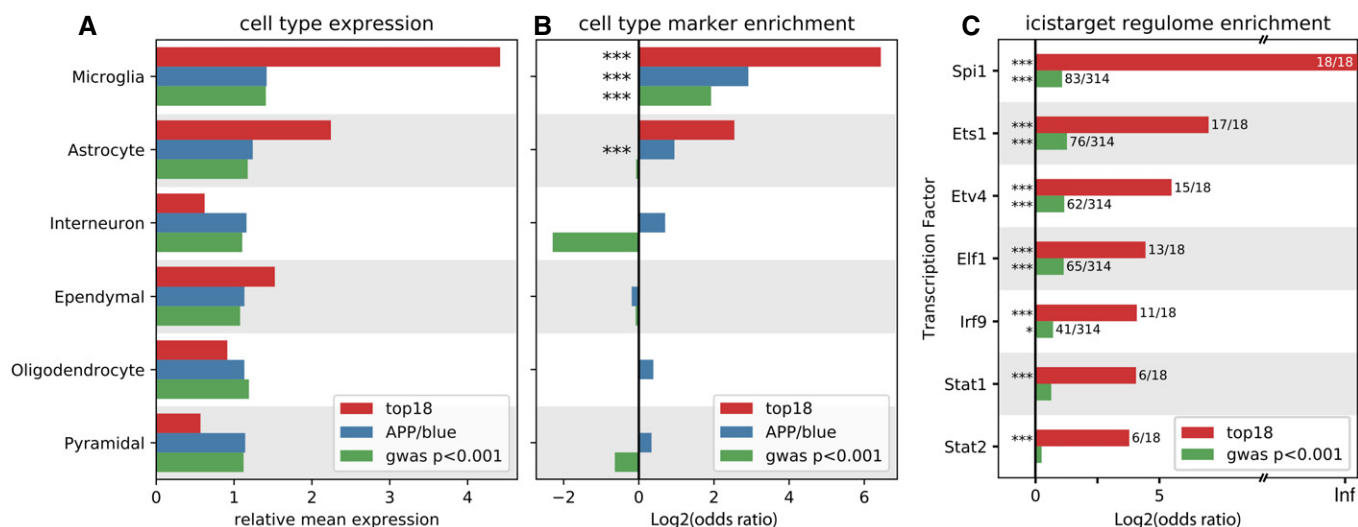 A
cell type expression
Microglia
Astrocyte
Interneuron
Ependymal
Oligodendrocyte
Pyramidal
top18
APP/blue
gwas p<0.001
0 1 2 3 4
relative mean expression
B
cell type marker enrichment
***
***
***
***
top18
APP/blue
gwas p<0.001
−2 0 2 4 6
Log2(odds ratio)
C
icistarget regulome enrichment
Transcription Factor
Spi1
*** 18/18
*** 83/314
Ets1
*** 17/18
*** 76/314
Etv4
*** 15/18
*** 62/314
Elf1
*** 13/18
*** 65/314
Irf9
*** 11/18
* 41/314
Stat1
*** 6/18
Stat2
*** 6/18
top18
gwas p<0.001
0 5 Inf
Log2(odds ratio)